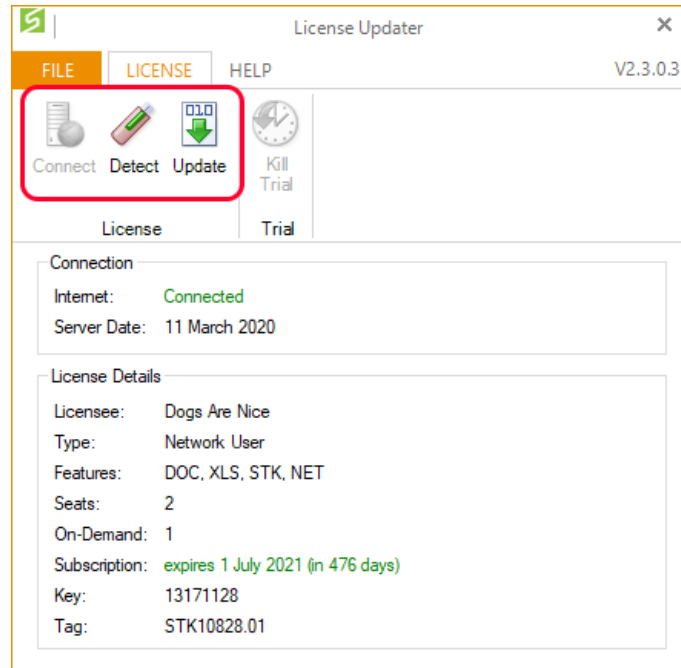 License Updater
FILE LICENSE HELP V2.3.0.3
010
Connect Detect Update Kill
Trial
License Trial
Connection
Internet: Connected
Server Date: 11 March 2020
License Details
Licensee: Dogs Are Nice
Type: Network User
Features: DOC, XLS, STK, NET
Seats: 2
On-Demand: 1
Subscription: expires 1 July 2021 (in 476 days)
Key: 13171128
Tag: STK10828.01